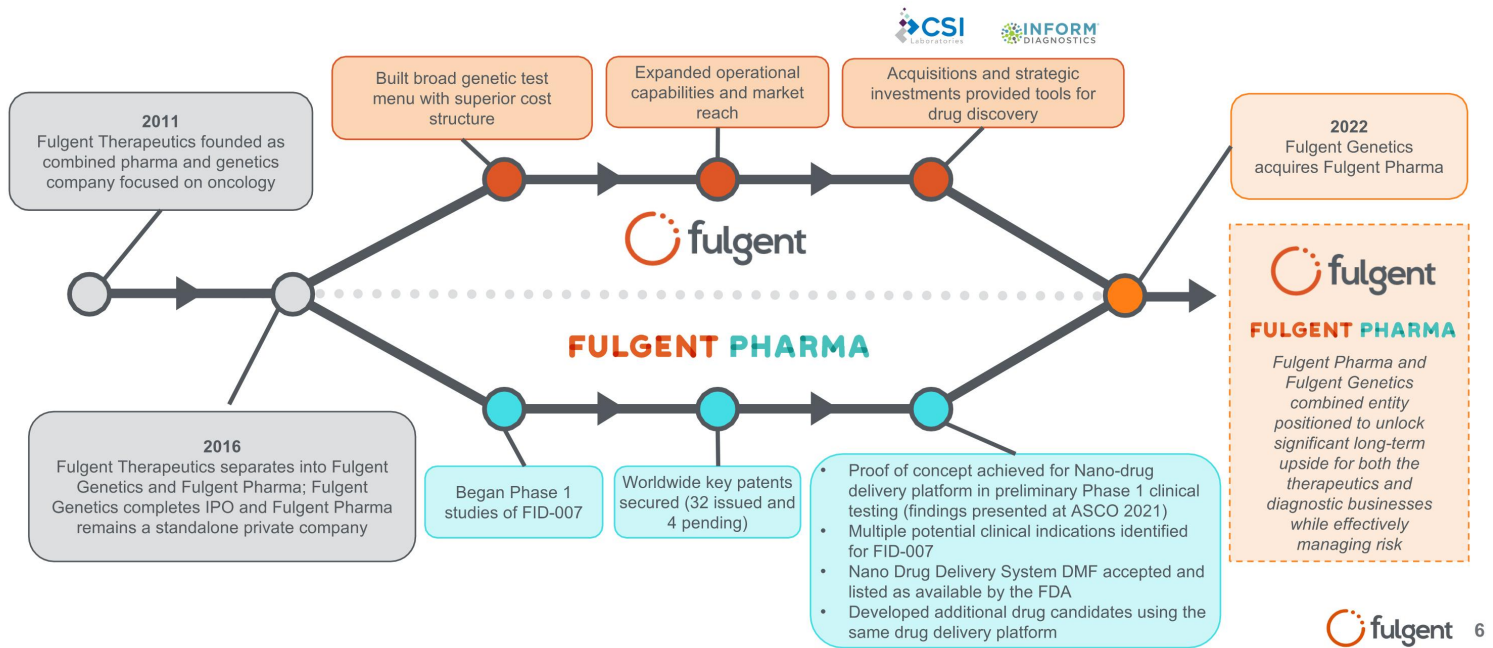 CSI
Laboratories
INFORM
DIAGNOSTICS
Built broad genetic test
menu with superior cost
structure
Expanded operational
capabilities and market
reach
Acquisitions and strategic
investments provided tools for
drug discovery
2011
Fulgent Therapeutics founded as
combined pharma and genetics
company focused on oncology
2022
Fulgent Genetics
acquires Fulgent Pharma
fulgent
FULGENT PHARMA
2016
Fulgent Therapeutics separates into Fulgent
Genetics and Fulgent Pharma; Fulgent
Genetics completes IPO and Fulgent Pharma
remains a standalone private company
Began Phase 1
studies of FID-007
Worldwide key patents
secured (32 issued and
4 pending)
• Proof of concept achieved for Nano-drug
delivery platform in preliminary Phase 1 clinical
testing (findings presented at ASCO 2021)
• Multiple potential clinical indications identified
for FID-007
• Nano Drug Delivery System DMF accepted and
listed as available by the FDA
• Developed additional drug candidates using the
same drug delivery platform
fulgent
FULGENT PHARMA
Fulgent Pharma and
Fulgent Genetics
combined entity
positioned to unlock
significant long-term
upside for both the
therapeutics and
diagnostic businesses
while effectively
managing risk
fulgent 6